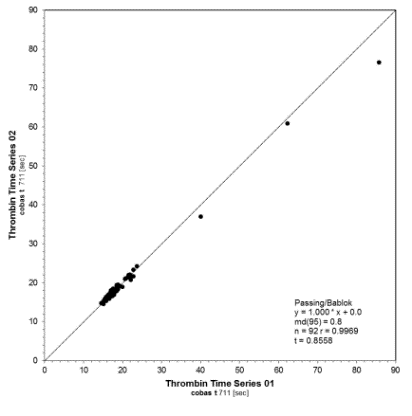 90
80
70
60
50
40
30
20
10
0
Thrombin Time Series 02
cobas t 711 [sec]
Passing/Bablok
y = 1.000 * x + 0.0
md(95) = 0.8
n = 92 r = 0.9969
t = 0.8558
0 10 20 30 40 50 60 70 80 90
Thrombin Time Series 01
cobas t 711 [sec]